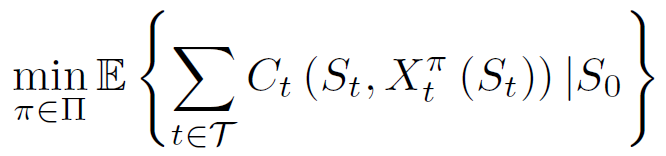 \min_{\pi \in \Pi} \mathbb{E} \left\{ \sum_{t \in \mathcal{T}} C_t \left( S_t, X_t^{\pi} \left( S_t \right) \right) | S_0 \right\}